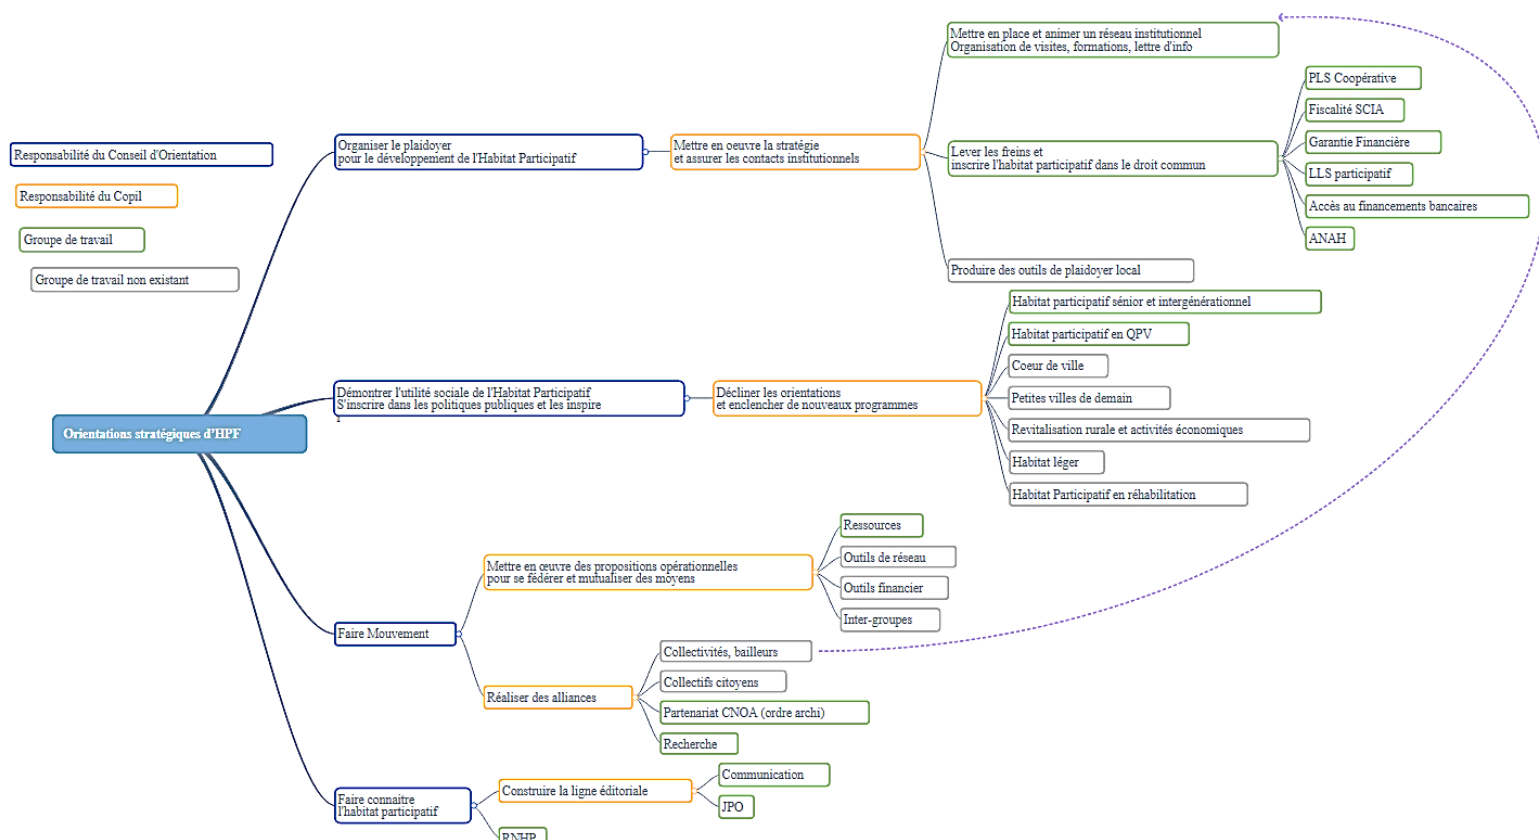 Responsabilité du Conseil d'Orientation
Responsabilité du Copil
Groupe de travail
Groupe de travail non existant
Orientations stratégiques d'HPF
Organiser le plaidoyer
pour le développement de l'Habitat Participatif
Mettre en oeuvre la stratégie
et assurer les contacts institutionnels
Mettre en place et animer un réseau institutionnel
Organisation de visites, formations, lettre d'info
Lever les freins et
inscrire l'habitat participatif dans le droit commun
PLS Coopérative
Fiscalité SCIA
Garantie Financière
LLS participatif
Accès au financements bancaires
ANAH
Produire des outils de plaidoyer local
Démontrer l'utilité sociale de l'Habitat Participatif
S'inscrire dans les politiques publiques et les inspire
Décliner les orientations
et enclencher de nouveaux programmes
Habitat participatif sénior et intergénérationnel
Habitat participatif en QPV
Coeur de ville
Petites villes de demain
Revitalisation rurale et activités économiques
Habitat léger
Habitat Participatif en réhabilitation
Faire Mouvement
Mettre en œuvre des propositions opérationnelles
pour se fédérer et mutualiser des moyens
Ressources
Outils de réseau
Outils financier
Inter-groupes
Réaliser des alliances
Collectivités, bailleurs
Collectifs citoyens
Partenariat CNOA (ordre archi)
Recherche
Faire connaitre
l'habitat participatif
Construire la ligne éditoriale
Communication
JPO
RNHP